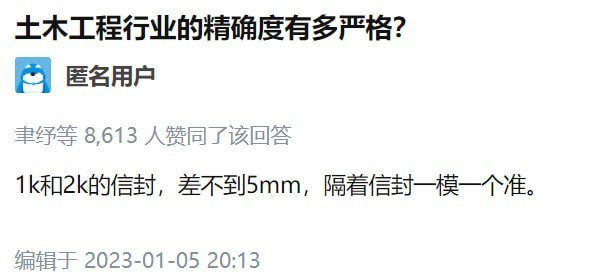 土木工程行业的精确度有多严格?
匿名用户
聿纾等 8,613 人赞同了该回答
1k和2k的信封，差不到5mm，隔着信封一模一个准。
编辑于 2023-01-05 20:13